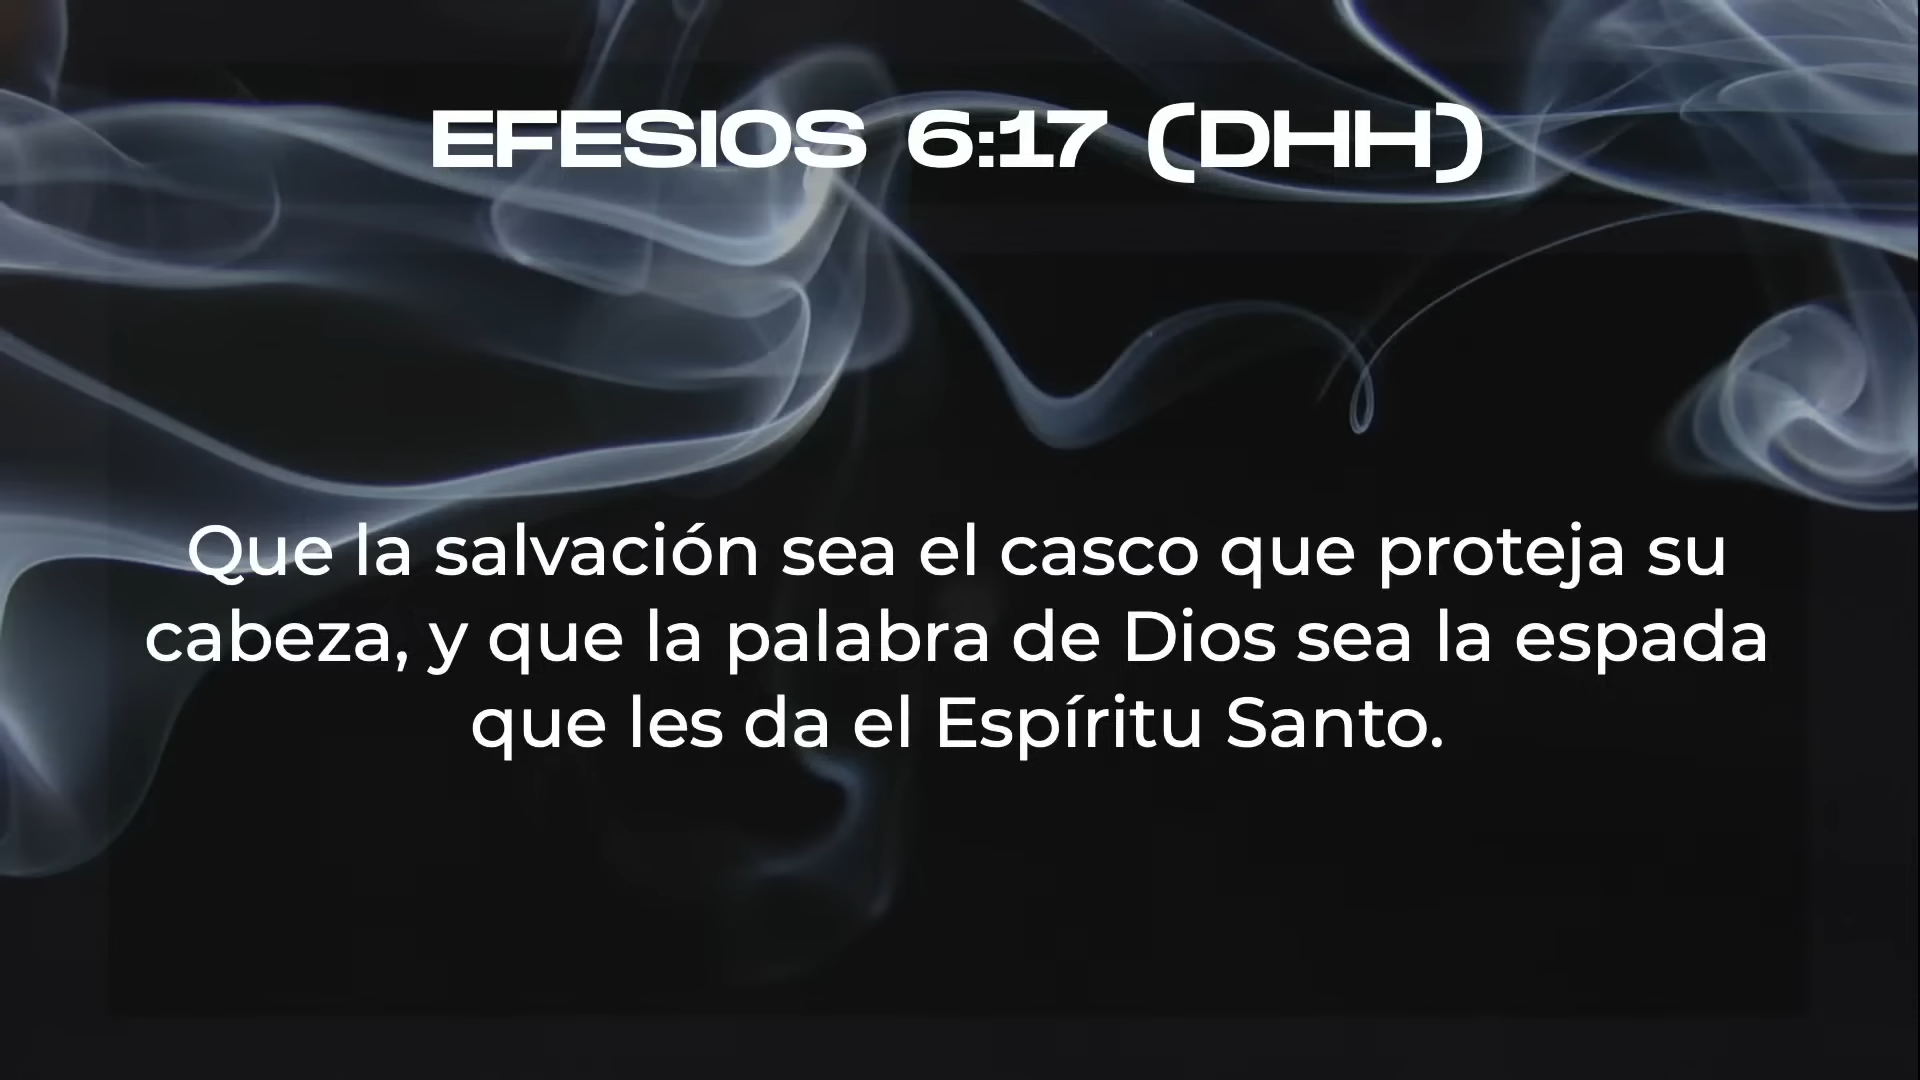 EFESIOS 6:17 (DHH)
Que la salvación sea el casco que proteja su
cabeza, y que la palabra de Dios sea la espada
que les da el Espíritu Santo.